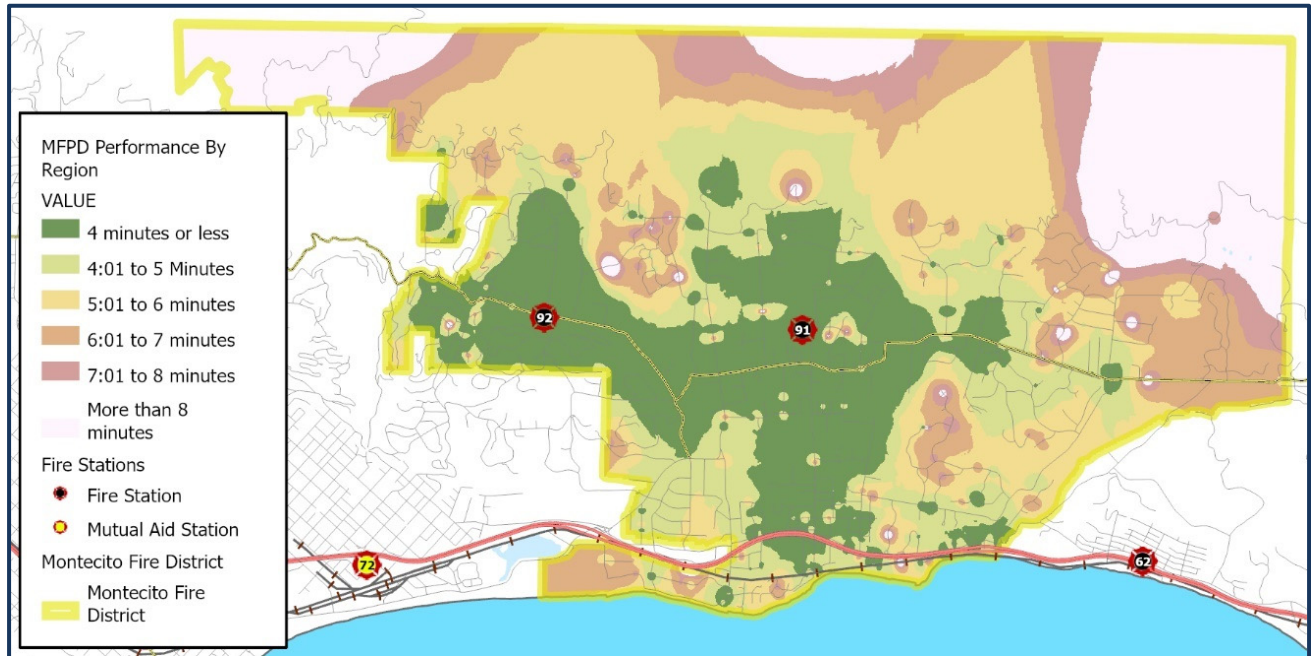 MFPD Performance By
Region
VALUE
4 minutes or less
4:01 to 5 Minutes
5:01 to 6 minutes
6:01 to 7 minutes
7:01 to 8 minutes
More than 8
minutes
Fire Stations
Fire Station
Mutual Aid Station
Montecito Fire District
Montecito Fire
District
92
91
72
62